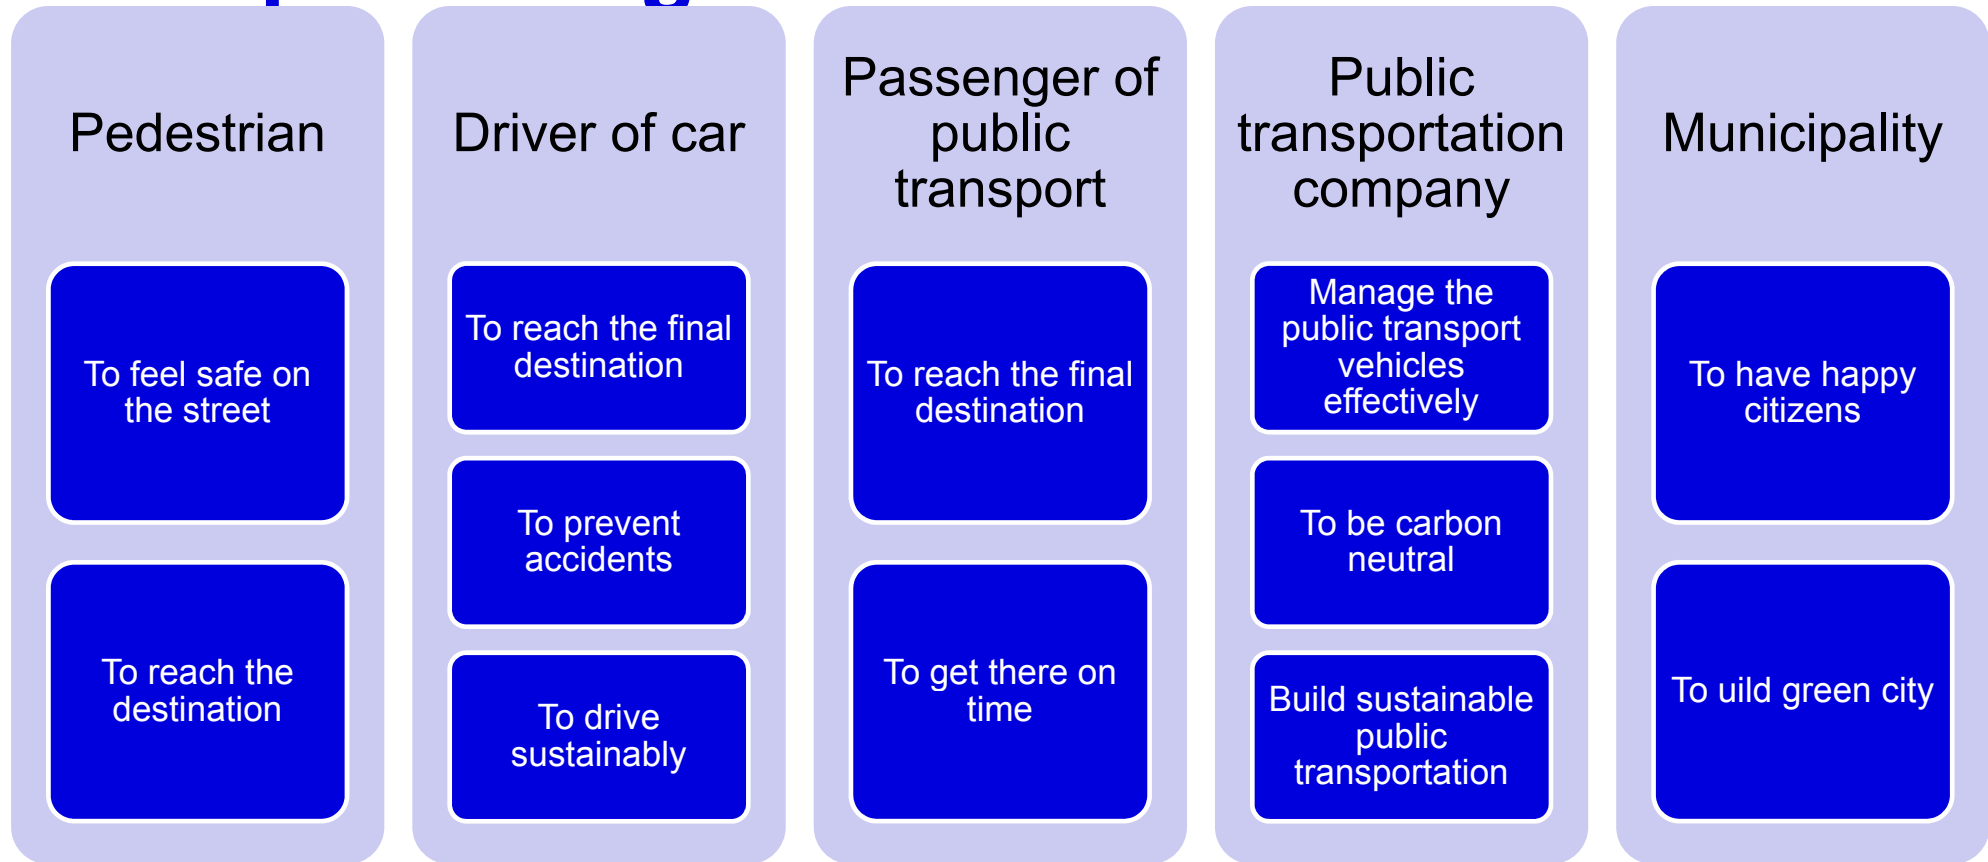 Pedestrian
To feel safe on
the street
To reach the
destination
Driver of car
To reach the final
destination
To prevent
accidents
To drive
sustainably
Passenger of
public
transport
To reach the final
destination
To get there on
time
Public
transportation
company
Manage the
public transport
vehicles
effectively
To be carbon
neutral
Build sustainable
public
transportation
Municipality
To have happy
citizens
To uild green city